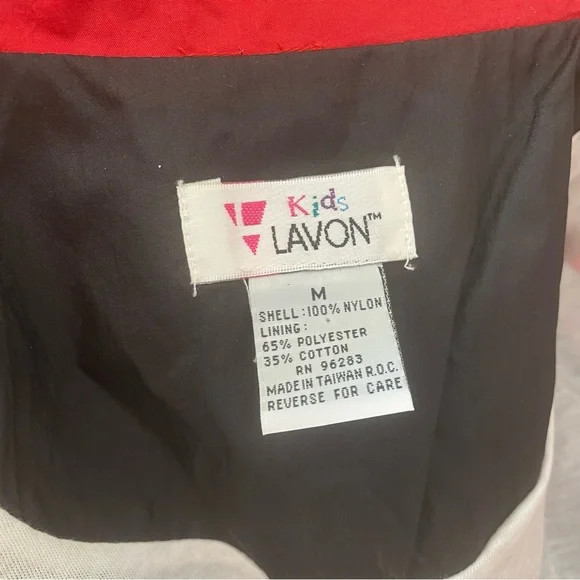 Kids
LAVON™
M
SHELL:100% NYLON
LINING:
65% POLYESTER
35% COTTON
RN 96283
MADE IN TAIWAN R.O.C.
REVERSE FOR CARE